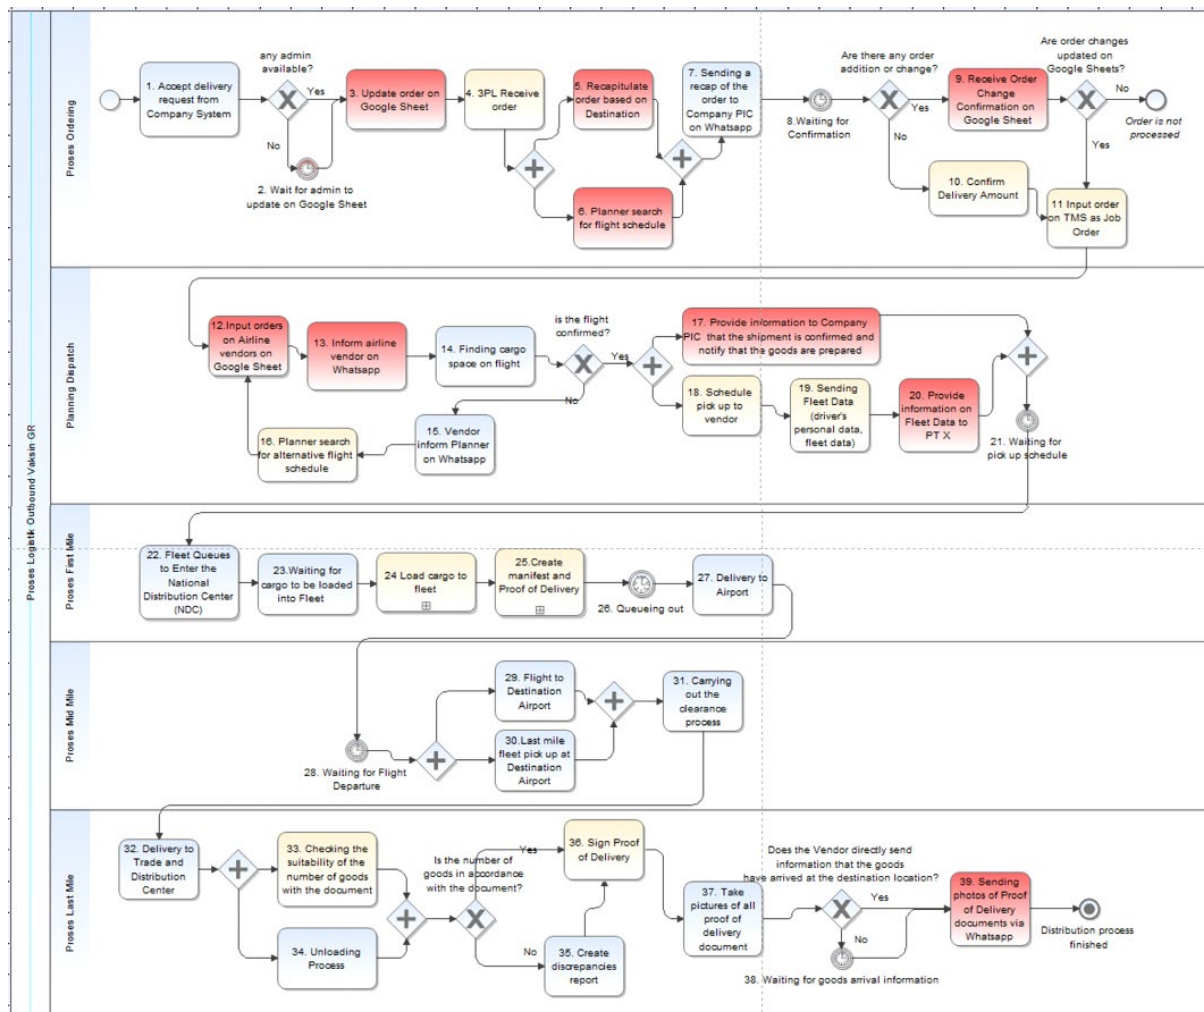 Proses Logistik Outbound Vaksin GR
Proses Ordering
1. Accept delivery
request from
Company System
any admin
available?
Yes
No
2. Wait for admin to
update on Google Sheet
3. Update order on
Google Sheet
4. 3PL Receive
order
5. Recapitulate
order based on
Destination
6. Planner search
for flight schedule
7. Sending a
recap of the
order to
Company PIC
on Whatsapp
8.Waiting for
Confirmation
Are there any order
addition or change?
Yes
No
9. Receive Order
Change
Confirmation on
Google Sheet
Are order changes
updated on
Google Sheets?
No
Order is not
processed
Yes
10. Confirm
Delivery Amount
11 Input order
on TMS as Job
Order
Planning Dispatch
12.Input orders
on Airline
vendors on
Google Sheet
13. Inform airline
vendor on
Whatsapp
14. Finding cargo
space on flight
is the flight
confirmed?
Yes
No
15. Vendor
inform Planner
on Whatsapp
16. Planner search
for alternative flight
schedule
17. Provide information to Company
PIC that the shipment is confirmed and
notify that the goods are prepared
18. Schedule
pick up to
vendor
19. Sending
Fleet Data
(driver's
personal data,
fleet data)
20. Provide
information on
Fleet Data to
PT X
21. Waiting for
pick up schedule
Proses First Mile
22. Fleet Queues
to Enter the
National
Distribution Center
(NDC)
23.Waiting for
cargo to be loaded
into Fleet
24 Load cargo to
fleet
25.Create
manifest and
Proof of Delivery
26. Queueing out
27. Delivery to
Airport
Proses Mid Mile
28. Waiting for Flight
Departure
29. Flight to
Destination
Airport
30.Last mile
fleet pick up at
Destination
Airport
31. Carrying
out the
clearance
process
Proses Last Mile
32. Delivery to
Trade and
Distribution
Center
33. Checking the
suitability of the
number of goods
with the document
34. Unloading
Process
Is the number of
goods in accordance
with the document?
Yes
No
35. Create
discrepancies
report
36. Sign Proof
of Delivery
37. Take
pictures of all
proof of
delivery
document
Does the Vendor directly send
information that the goods
have arrived at the destination location?
Yes
No
38. Waiting for goods arrival information
39. Sending
photos of Proof
of Delivery
documents via
Whatsapp
Distribution process
finished